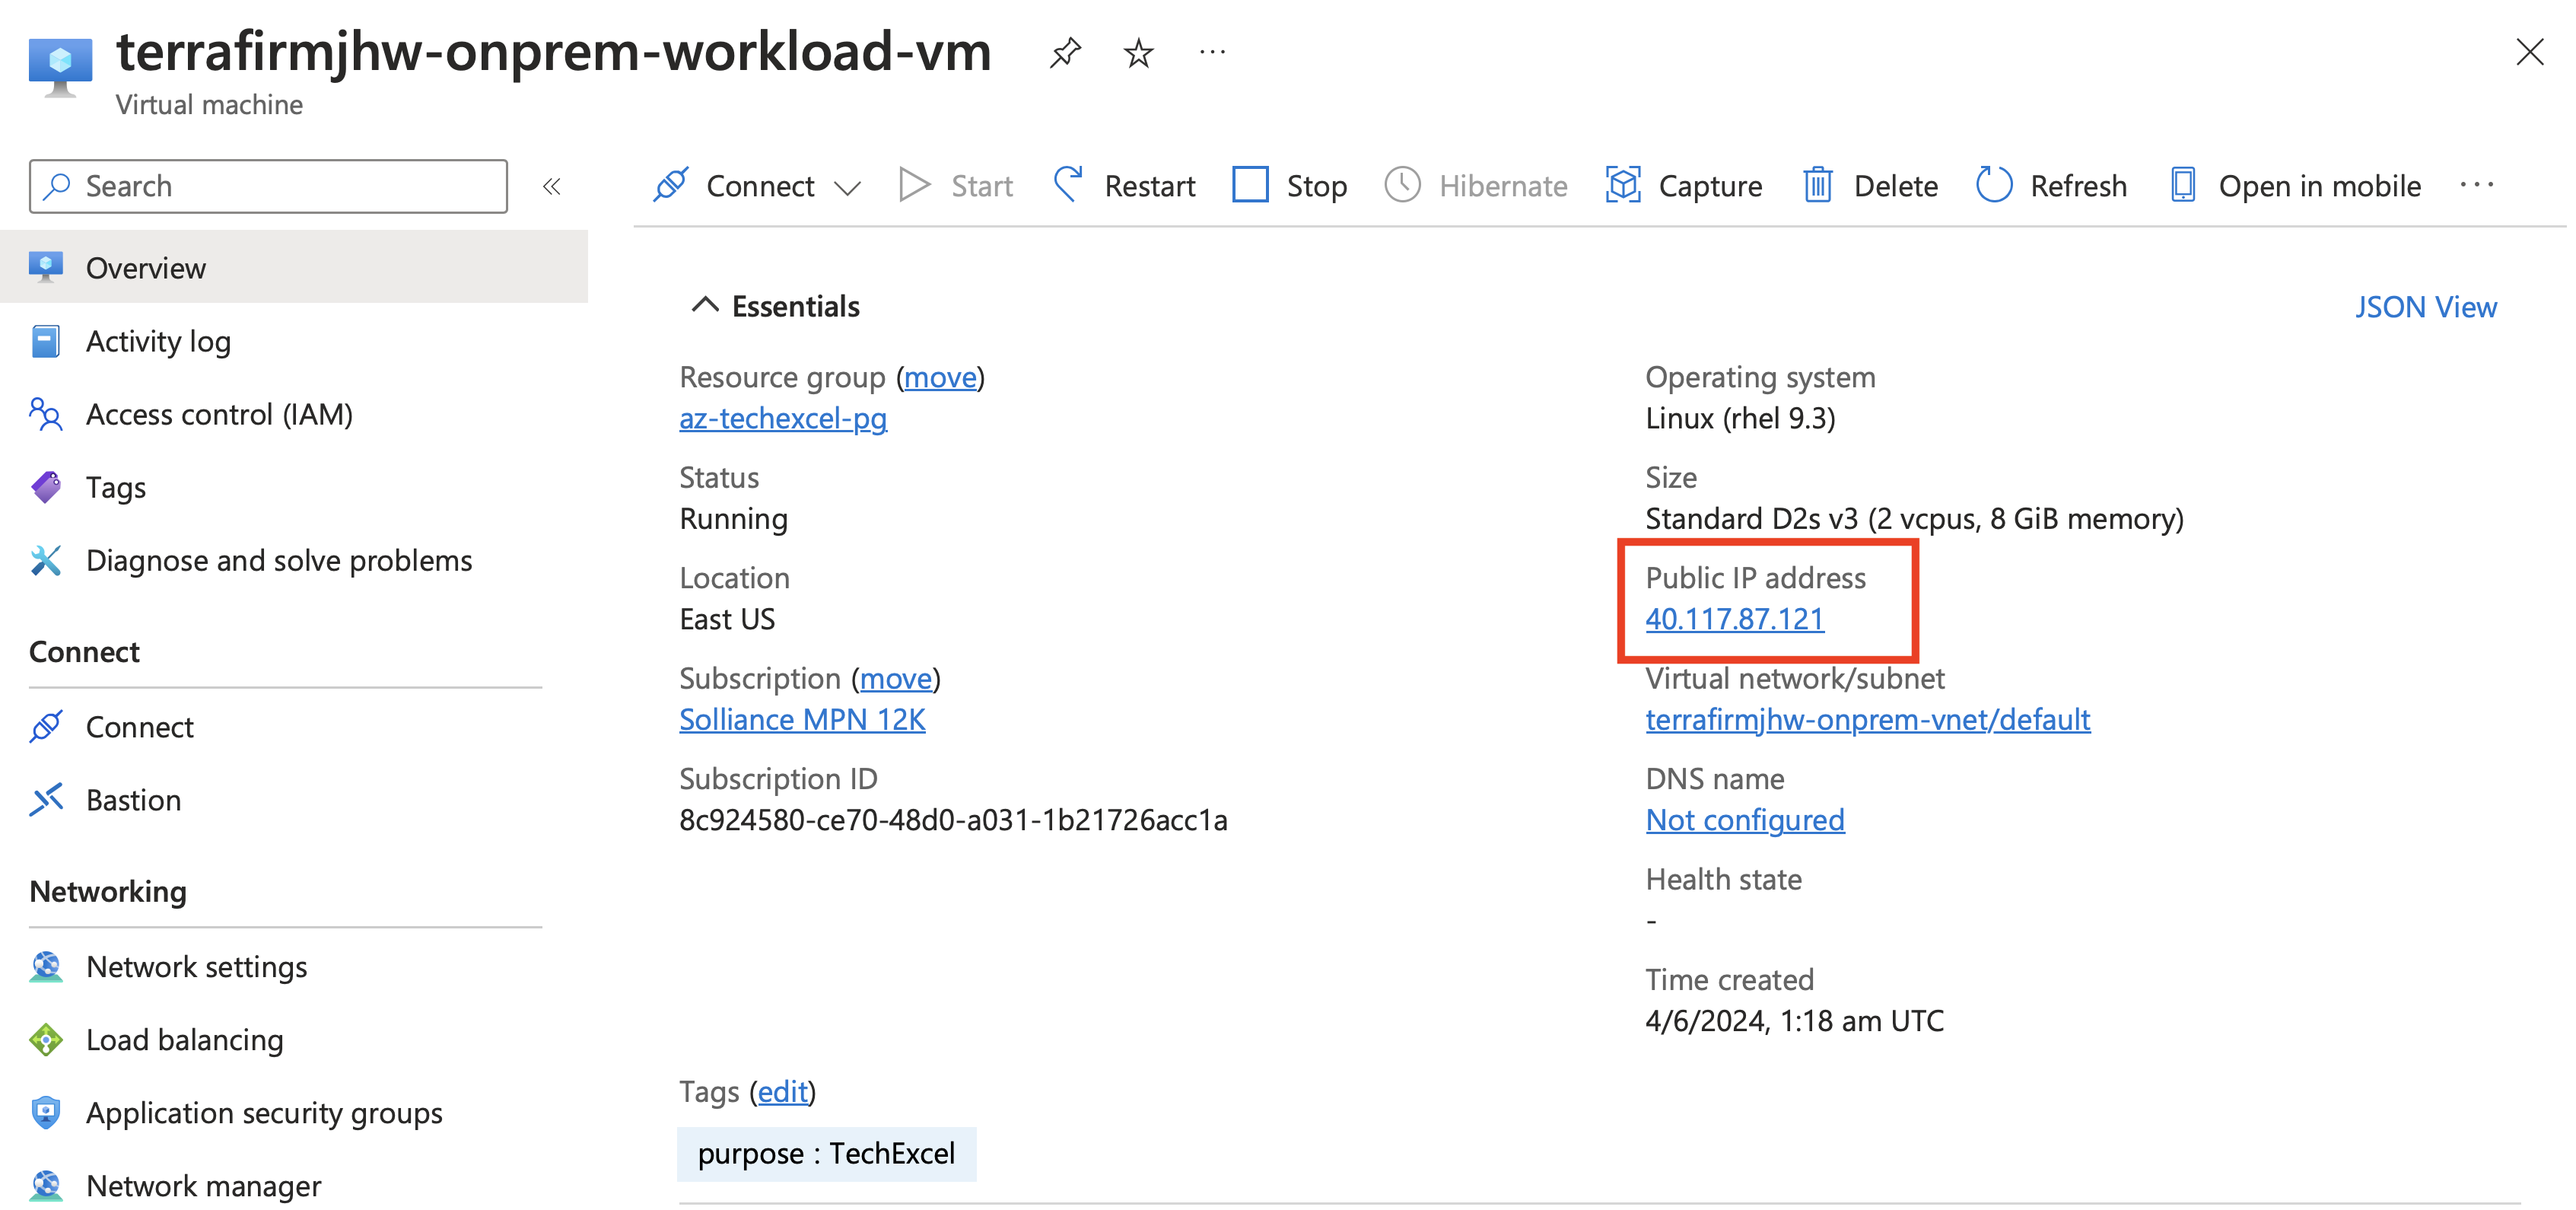 terrafirmjhw-onprem-workload-vm
Virtual machine
Search
Connect
Start
Restart
Stop
Hibernate
Capture
Delete
Refresh
Open in mobile
Overview
Activity log
Access control (IAM)
Tags
Diagnose and solve problems
Connect
Connect
Bastion
Networking
Network settings
Load balancing
Application security groups
Network manager
Essentials
JSON View
Resource group (move)
az-techexcel-pg
Status
Running
Location
East US
Subscription (move)
Solliance MPN 12K
Subscription ID
8c924580-ce70-48d0-a031-1b21726acc1a
Operating system
Linux (rhel 9.3)
Size
Standard D2s v3 (2 vcpus, 8 GiB memory)
Public IP address
40.117.87.121
Virtual network/subnet
terrafirmjhw-onprem-vnet/default
DNS name
Not configured
Health state
-
Time created
4/6/2024, 1:18 am UTC
Tags (edit)
purpose : TechExcel